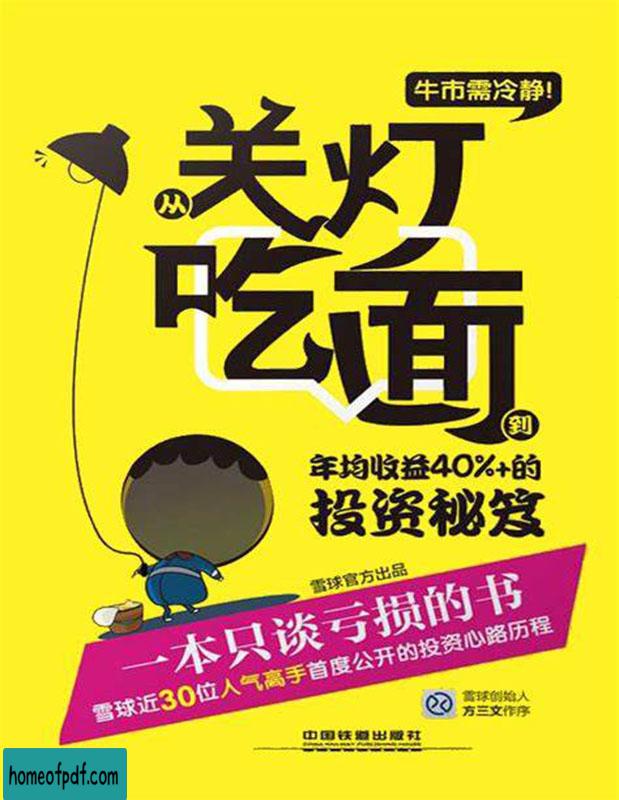 牛市需冷静!
从
关灯
吃面
到
年均收益40%+的
投资秘笈
雪球官方出品
一本只谈亏损的书
雪球近30位人气高手首度公开的投资心路历程
雪球创始人
方三文作序
中国铁道出版社
CHINA RAILWAY PUBLISHING HOUSE
homeofpdf.com